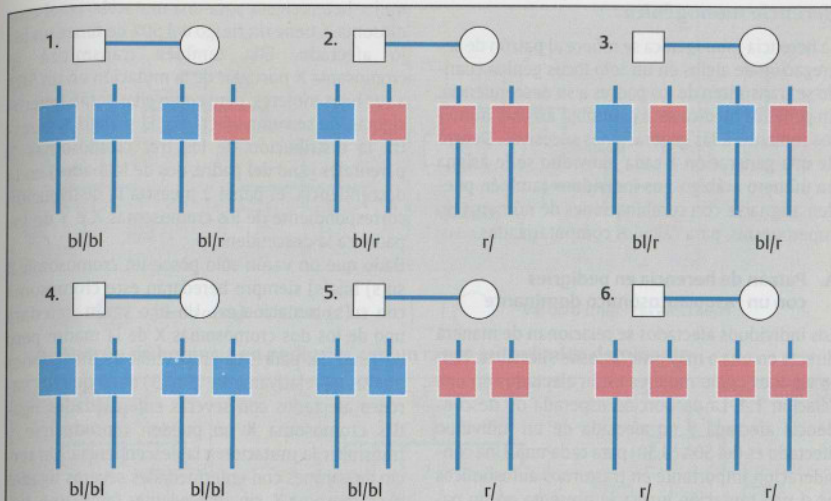 1. 2. 3.
bl/bl bl/r bl/r r/ bl/r bl/r
4. 5. 6.
bl/bl bl/bl bl/bl r/ r/ r/